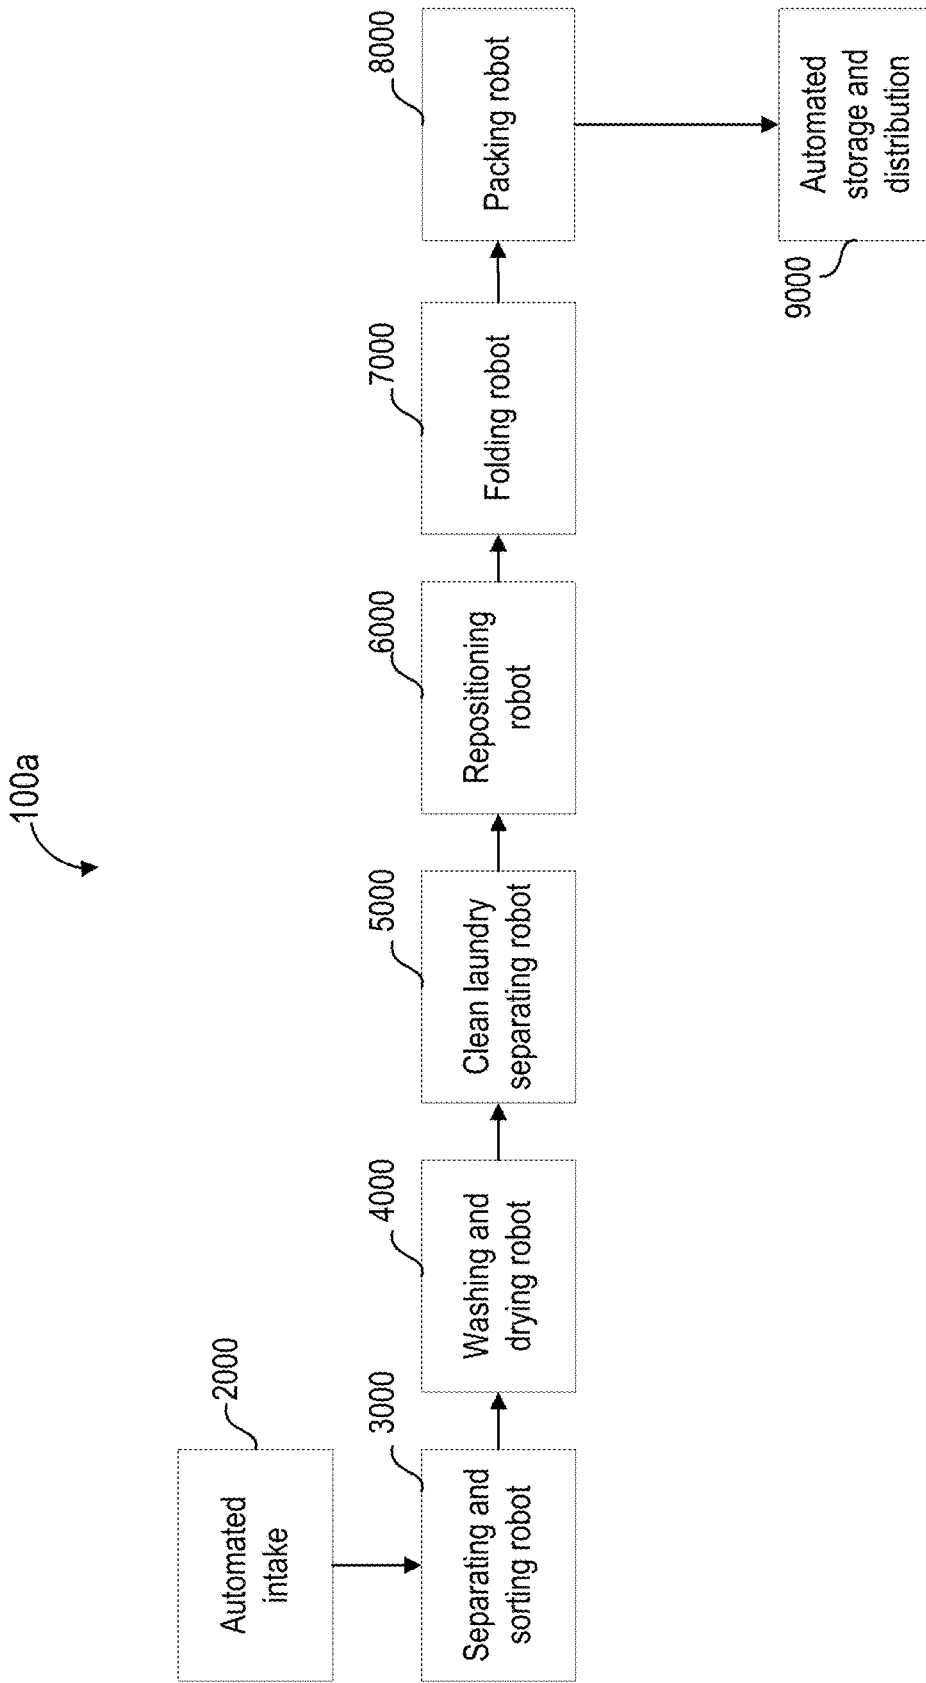 100a
2000
Automated
intake
3000
Separating and
sorting robot
4000
Washing and
drying robot
5000
Clean laundry
separating robot
6000
Repositioning
robot
7000
Folding robot
8000
Packing robot
9000
Automated
storage and
distribution